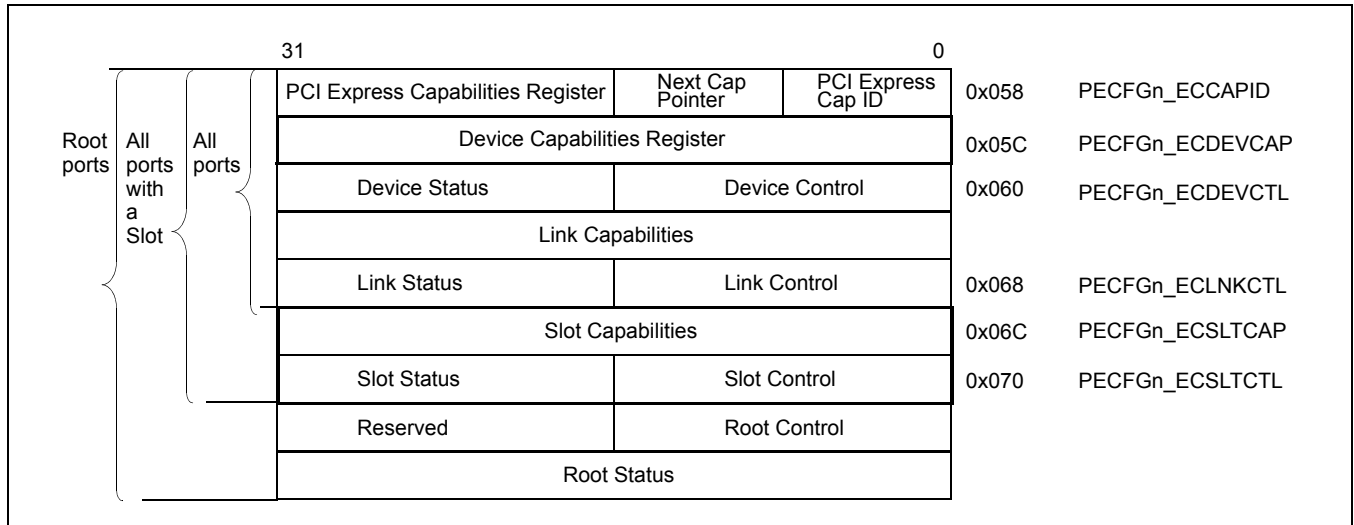 31 0
PCI Express Capabilities Register Next Cap Pointer PCI Express Cap ID 0x058 PECFGn_ECCAPID
Root ports
All ports with a Slot
All ports
Device Capabilities Register 0x05C PECFGn_ECDEVCAP
Device Status Device Control 0x060 PECFGn_ECDEVCTL
Link Capabilities
Link Status Link Control 0x068 PECFGn_ECLNKCTL
Slot Capabilities 0x06C PECFGn_ECSLTCAP
Slot Status Slot Control 0x070 PECFGn_ECSLTCTL
Reserved Root Control
Root Status